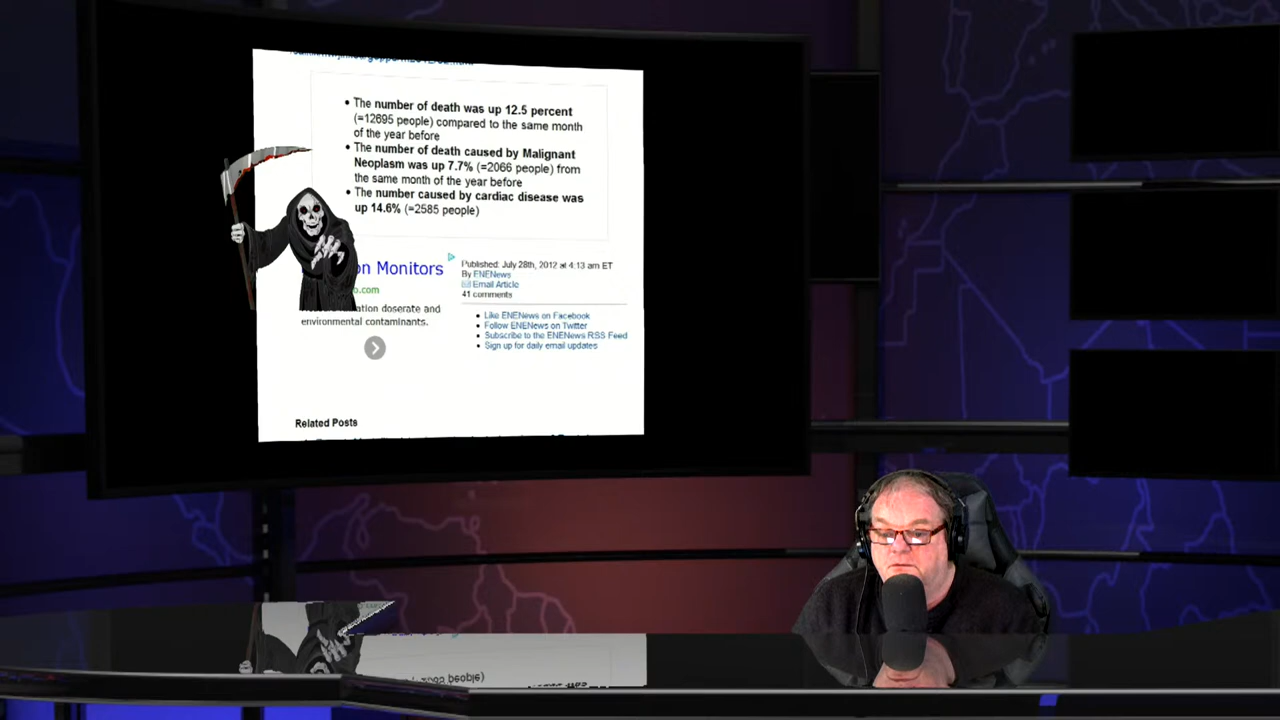 The number of death was up 12.5 percent
(=12695 people) compared to the same month
of the year before
The number of death caused by Malignant
Neoplasm was up 7.7% (=2066 people) from
the same month of the year before
The number caused by cardiac disease was
up 14.6% (=2585 people)
on Monitors
o.com
ation doserate and
environmental contaminants.
Published: July 28th, 2012 at 4:13 am ET
By ENENews
Email Article
41 comments
Like ENENews on Facebook
Follow ENENews on Twitter
Subscribe to the ENENews RSS Feed
Sign up for daily email updates
Related Posts